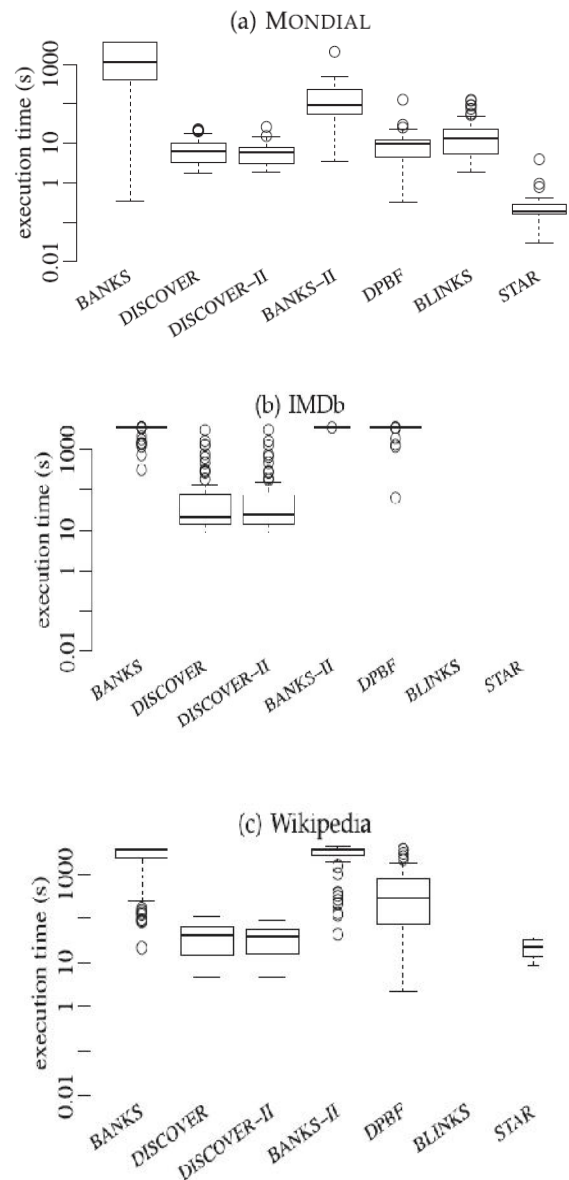 (a) MONDIAL
execution time (s)
1000
10
1
0.01
BANKS
DISCOVER
DISCOVER-II
BANKS-II
DPBF
BLINKS
STAR
(b) IMDb
execution time (s)
1000
10
1
0.01
BANKS
DISCOVER
DISCOVER-II
BANKS-II
DPBF
BLINKS
STAR
(c) Wikipedia
execution time (s)
1000
10
1
0.01
BANKS
DISCOVER
DISCOVER-II
BANKS-II
DPBF
BLINKS
STAR